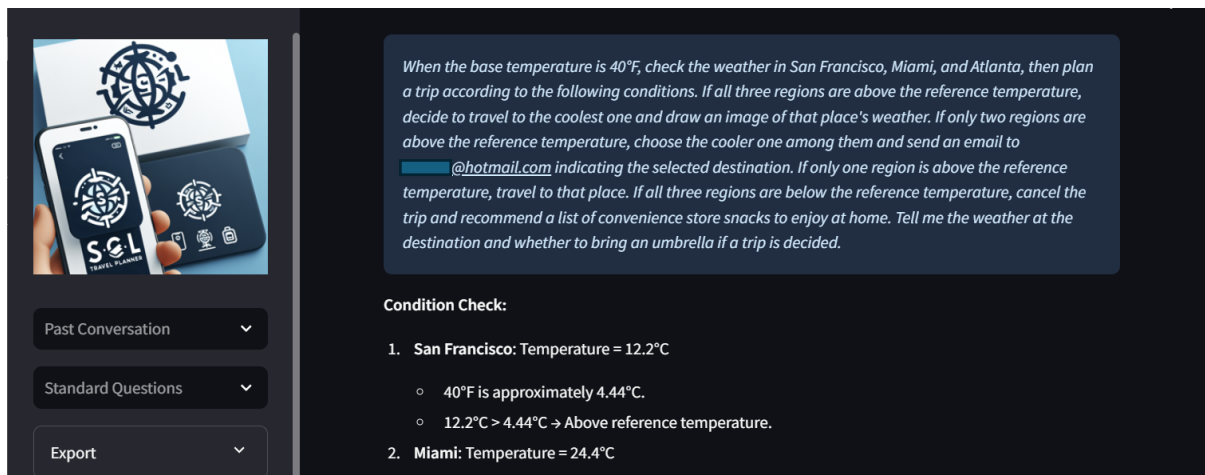 When the base temperature is 40°F, check the weather in San Francisco, Miami, and Atlanta, then plan
a trip according to the following conditions. If all three regions are above the reference temperature,
decide to travel to the coolest one and draw an image of that place's weather. If only two regions are
above the reference temperature, choose the cooler one among them and send an email to
@hotmail.com indicating the selected destination. If only one region is above the reference
temperature, travel to that place. If all three regions are below the reference temperature, cancel the
trip and recommend a list of convenience store snacks to enjoy at home. Tell me the weather at the
destination and whether to bring an umbrella if a trip is decided.
TRAVEL PLANNER
Past Conversation
Standard Questions
Export
Condition Check:
1. San Francisco: Temperature = 12.2°C
○ 40°F is approximately 4.44°C.
○ 12.2°C > 4.44°C → Above reference temperature.
2. Miami: Temperature = 24.4°C